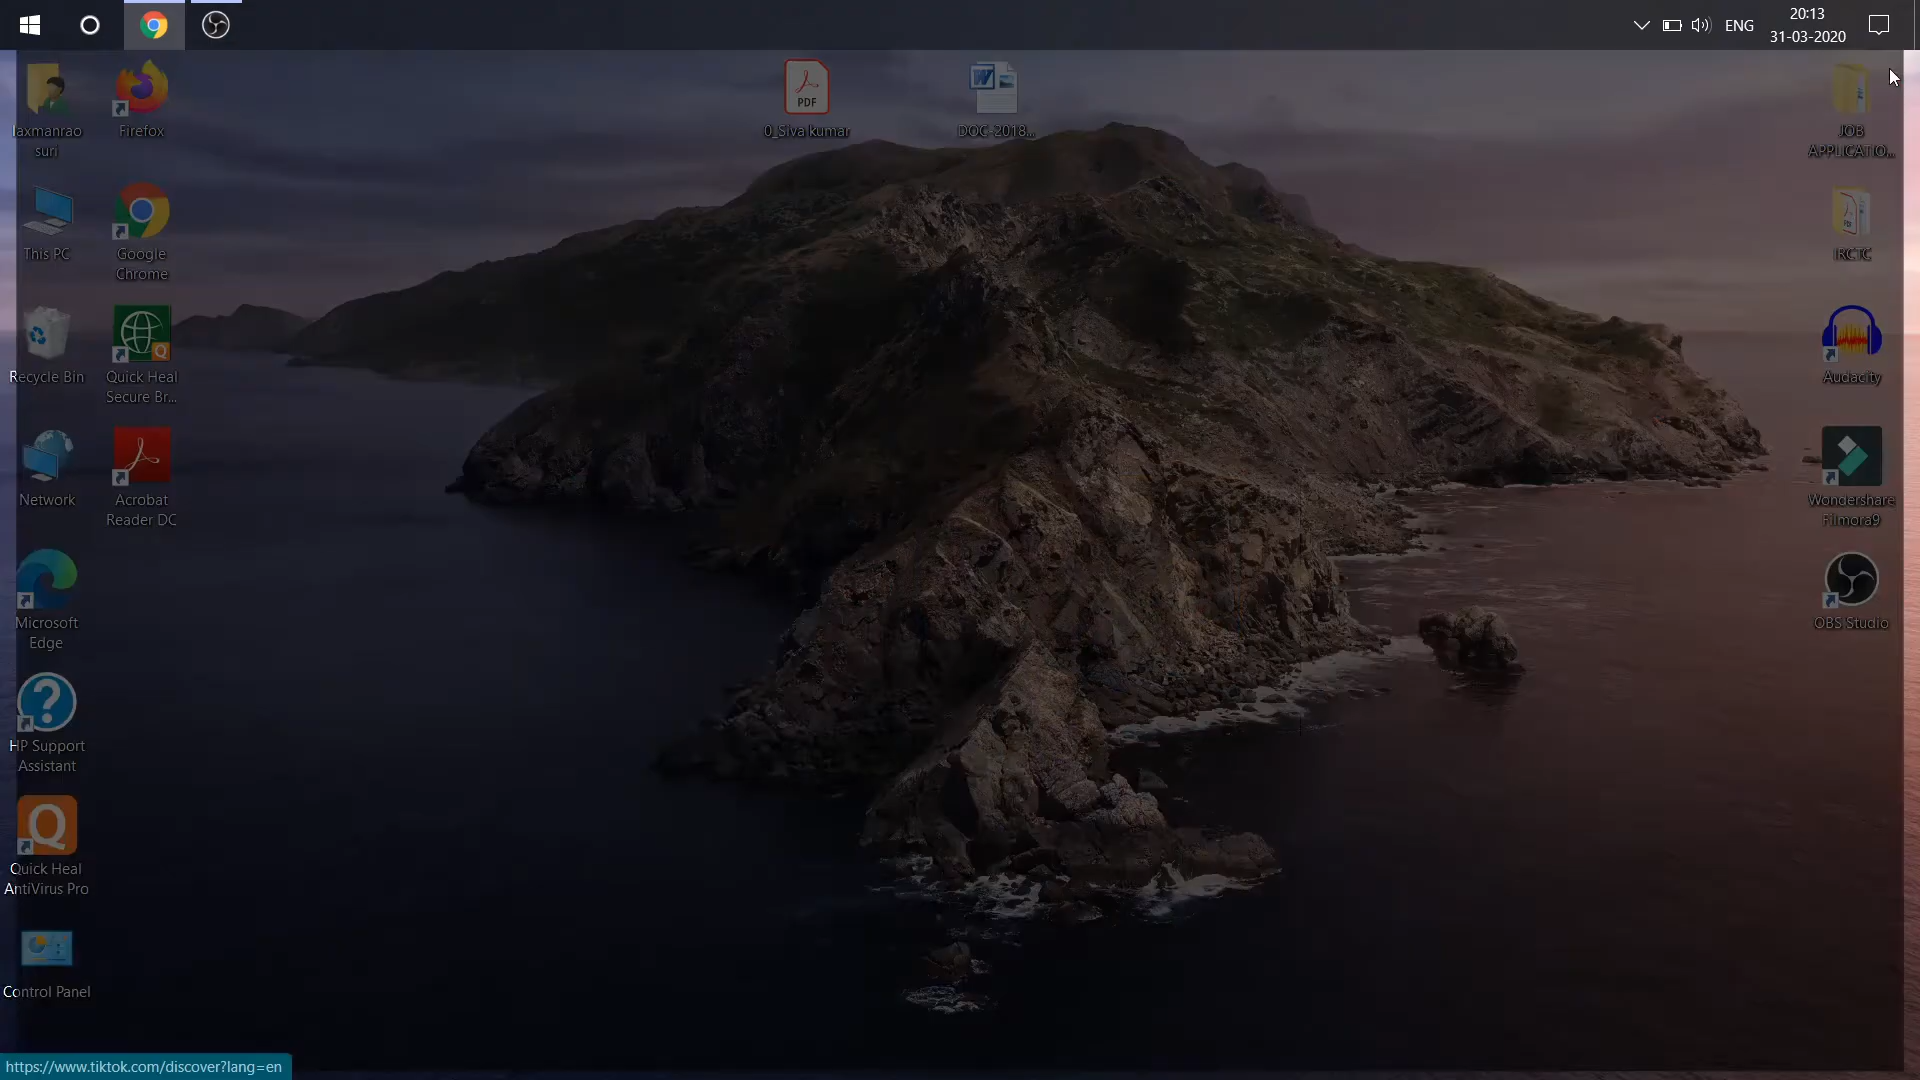 20:13
ENG
31-03-2020
laxmanrao
suri
Firefox
PDF
0_Siva kumar
DOC-2018...
JOB
APPLICATIO...
This PC
Google
Chrome
IRCTC
Recycle Bin
Quick Heal
Secure Br...
Audacity
Network
Acrobat
Reader DC
Wondershare
Filmora9
Microsoft
Edge
OBS Studio
HP Support
Assistant
Quick Heal
AntiVirus Pro
Control Panel
https://www.tiktok.com/discover?lang=en